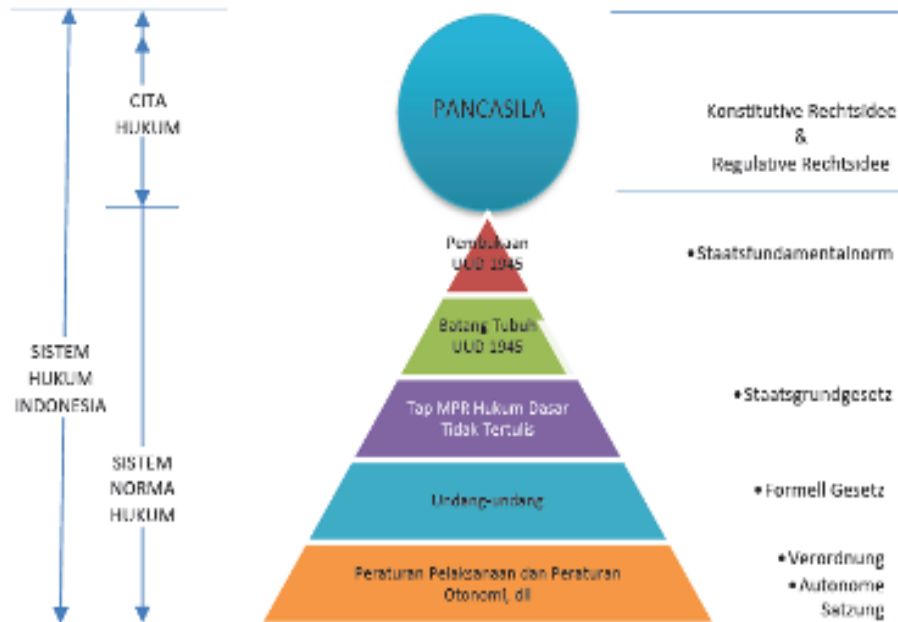 CITA
HUKUM
SISTEM
HUKUM
INDONESIA
SISTEM
NORMA
HUKUM
PANCASILA
Pembukaan
UUD 1945
Batang Tubuh
UUD 1945
Tap MPR Hukum Dasar
Tidak Tertulis
Undang-undang
Peraturan Pelaksanaan dan Peraturan
Otonomi, dll
Konstitutive Rechtsidee
&
Regulative Rechtsidee
•Staatsfundamentalnorm
•Staatsgrundgesetz
•Formell Gesetz
•Verordnung
•Autonome
Satzung